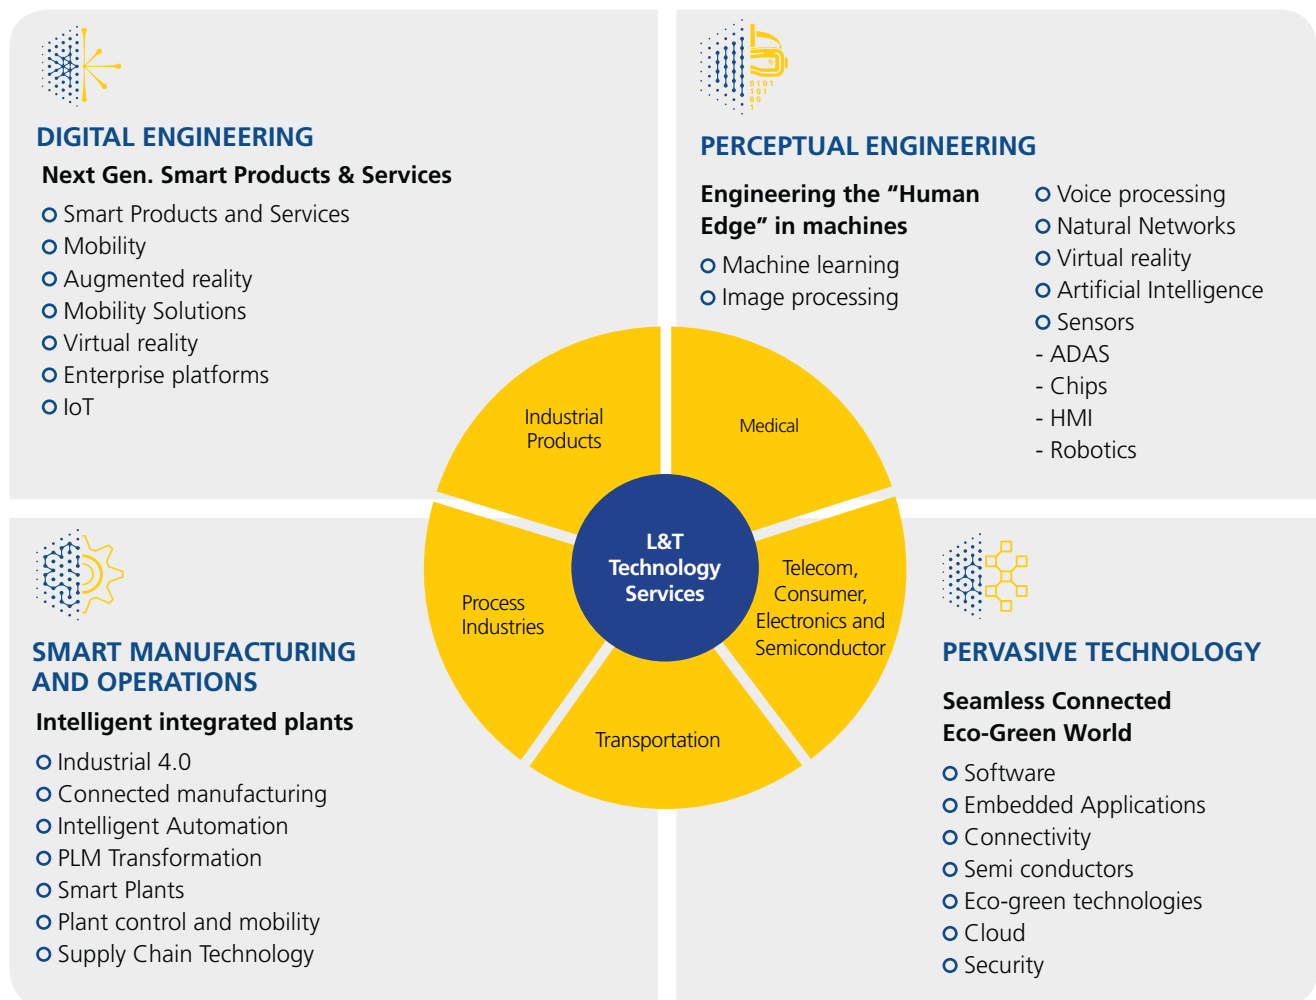 DIGITAL ENGINEERING
Next Gen. Smart Products & Services
Smart Products and Services
Mobility
Augmented reality
Mobility Solutions
Virtual reality
Enterprise platforms
IoT
0101
101
00
1
PERCEPTUAL ENGINEERING
Engineering the “Human
Edge” in machines
Machine learning
Image processing
Voice processing
Natural Networks
Virtual reality
Artificial Intelligence
Sensors
- ADAS
- Chips
- HMI
- Robotics
Industrial
Products
Medical
L&T
Technology
Services
Process
Industries
Telecom,
Consumer,
Electronics and
Semiconductor
Transportation
SMART MANUFACTURING
AND OPERATIONS
Intelligent integrated plants
Industrial 4.0
Connected manufacturing
Intelligent Automation
PLM Transformation
Smart Plants
Plant control and mobility
Supply Chain Technology
PERVASIVE TECHNOLOGY
Seamless Connected
Eco-Green World
Software
Embedded Applications
Connectivity
Semi conductors
Eco-green technologies
Cloud
Security